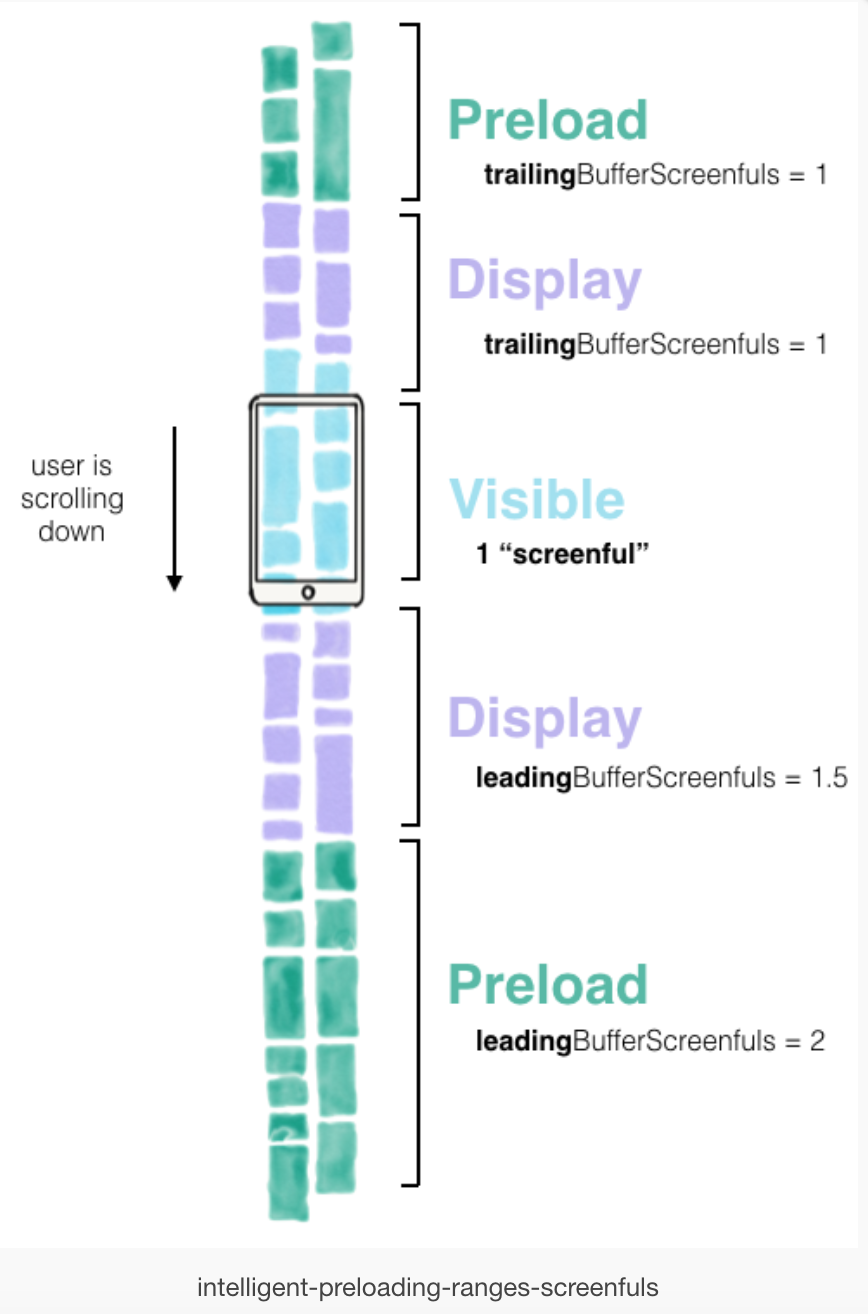 Preload
trailingBufferScreenfuls = 1
Display
trailingBufferScreenfuls = 1
user is
scrolling
down
Visible
1 “screenful”
Display
leadingBufferScreenfuls = 1.5
Preload
leadingBufferScreenfuls = 2
intelligent-preloading-ranges-screenfuls